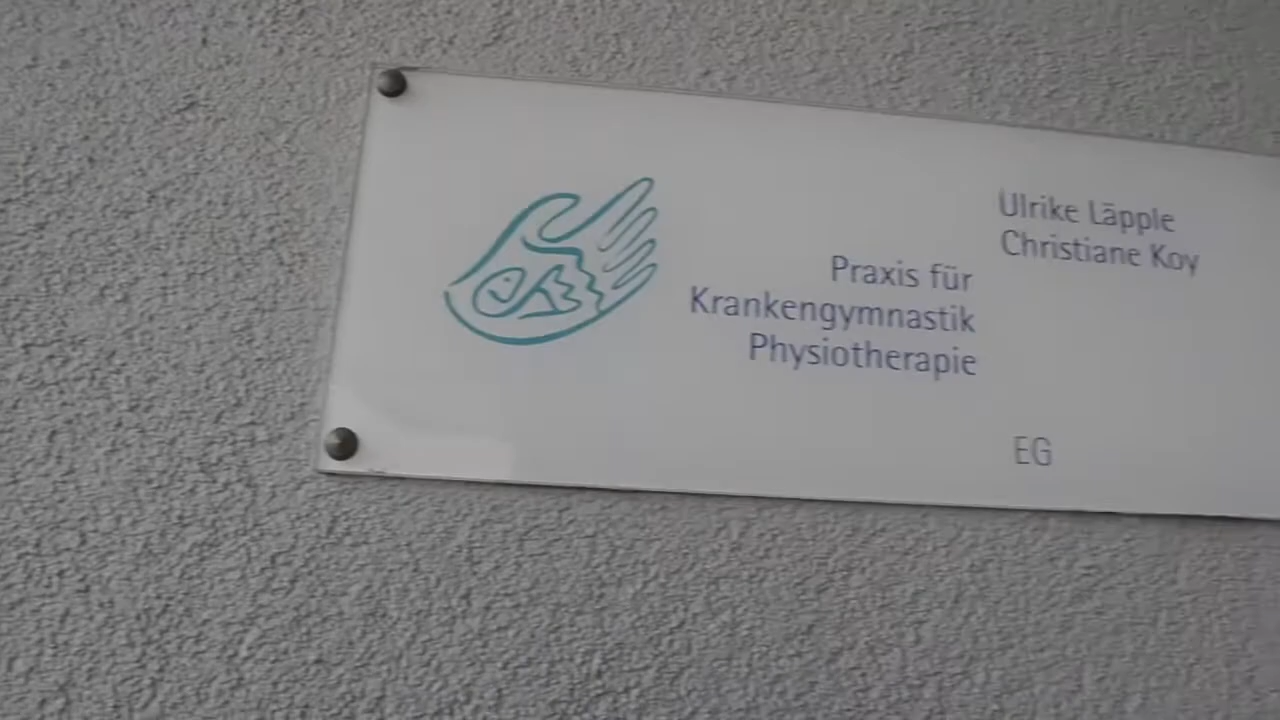 Ulrike Läpple
Christiane Koy
Praxis für
Krankengymnastik
Physiotherapie
EG